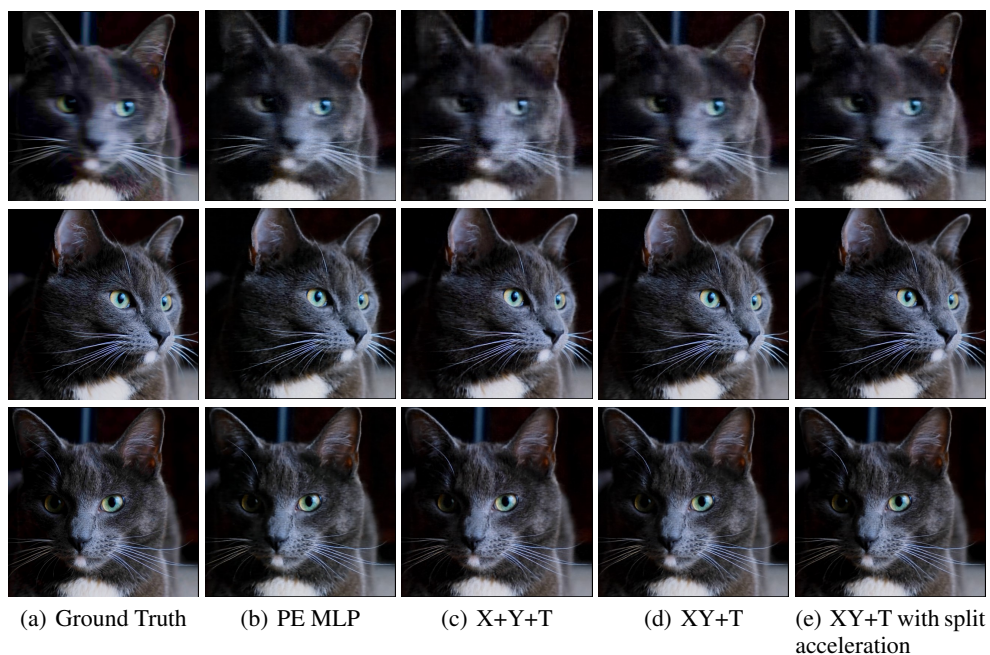 (a) Ground Truth
(b) PE MLP
(c) X+Y+T
(d) XY+T
(e) XY+T with split
acceleration